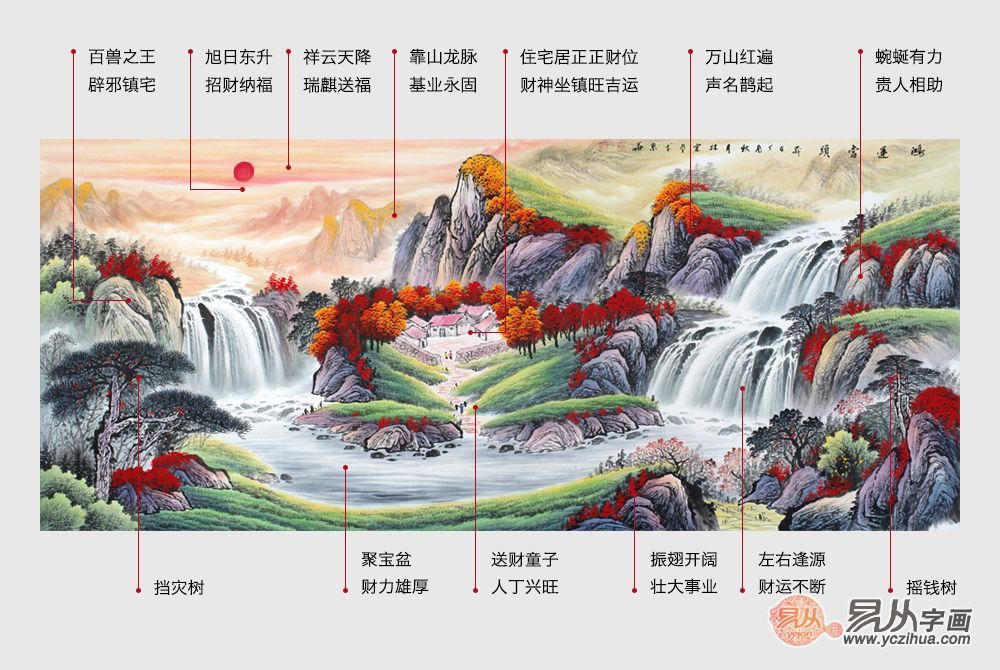 百兽之王
辟邪镇宅
旭日东升
招财纳福
祥云天降
瑞麒送福
靠山龙脉
基业永固
住宅居正正财位
财神坐镇旺吉运
万山红遍
声名鹊起
蜿蜒有力
贵人相助
鴻運當頭
挡灾树
聚宝盆
财力雄厚
送财童子
人丁兴旺
振翅开阔
壮大事业
左右逢源
财运不断
摇钱树
易从字画
yejon
www.yczihua.com